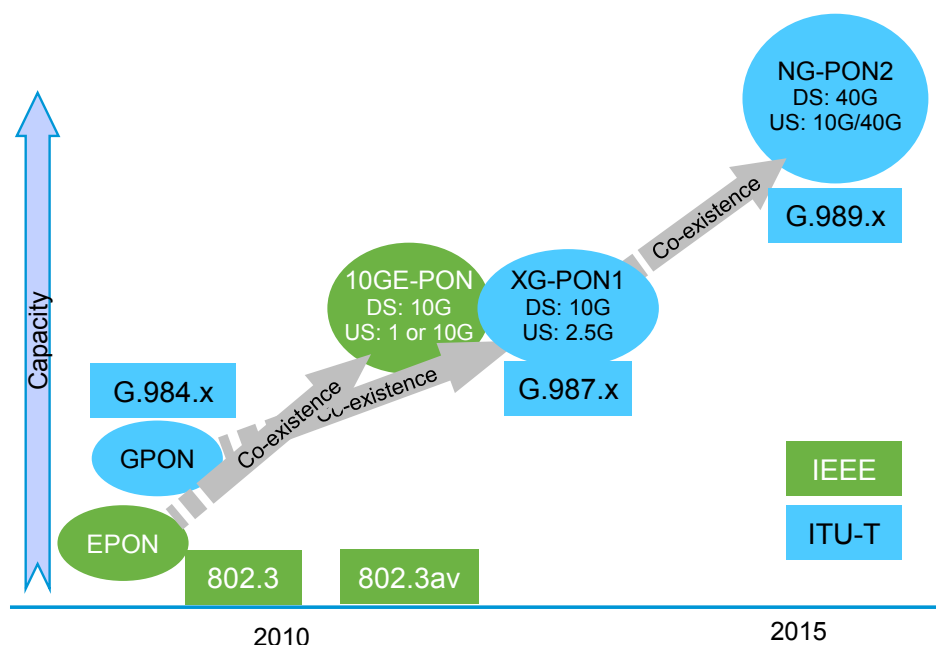 NG-PON2
DS: 40G
US: 10G/40G
Co-existence
G.989.x
Capacity
10GE-PON
DS: 10G
US: 1 or 10G
XG-PON1
DS: 10G
US: 2.5G
G.984.x
Co-existence
Co-existence
G.987.x
GPON
IEEE
EPON
ITU-T
802.3
802.3av
2010
2015